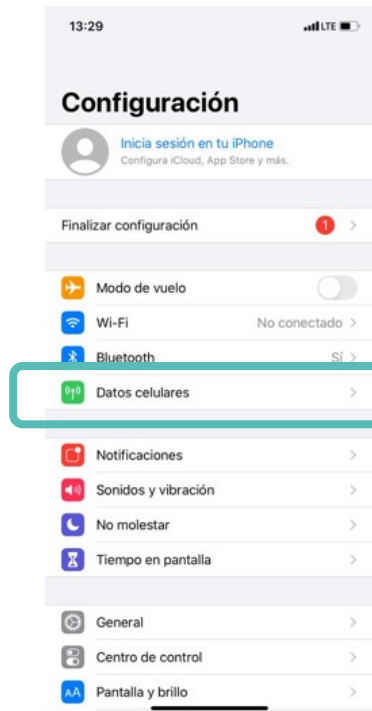 13:29 LTE
Configuración
Inicia sesión en tu iPhone
Configura iCloud, App Store y más.
Finalizar configuración 1
Modo de vuelo
Wi-Fi No conectado
Bluetooth Sí
Datos celulares
Notificaciones
Sonidos y vibración
No molestar
Tiempo en pantalla
General
Centro de control
AA Pantalla y brillo